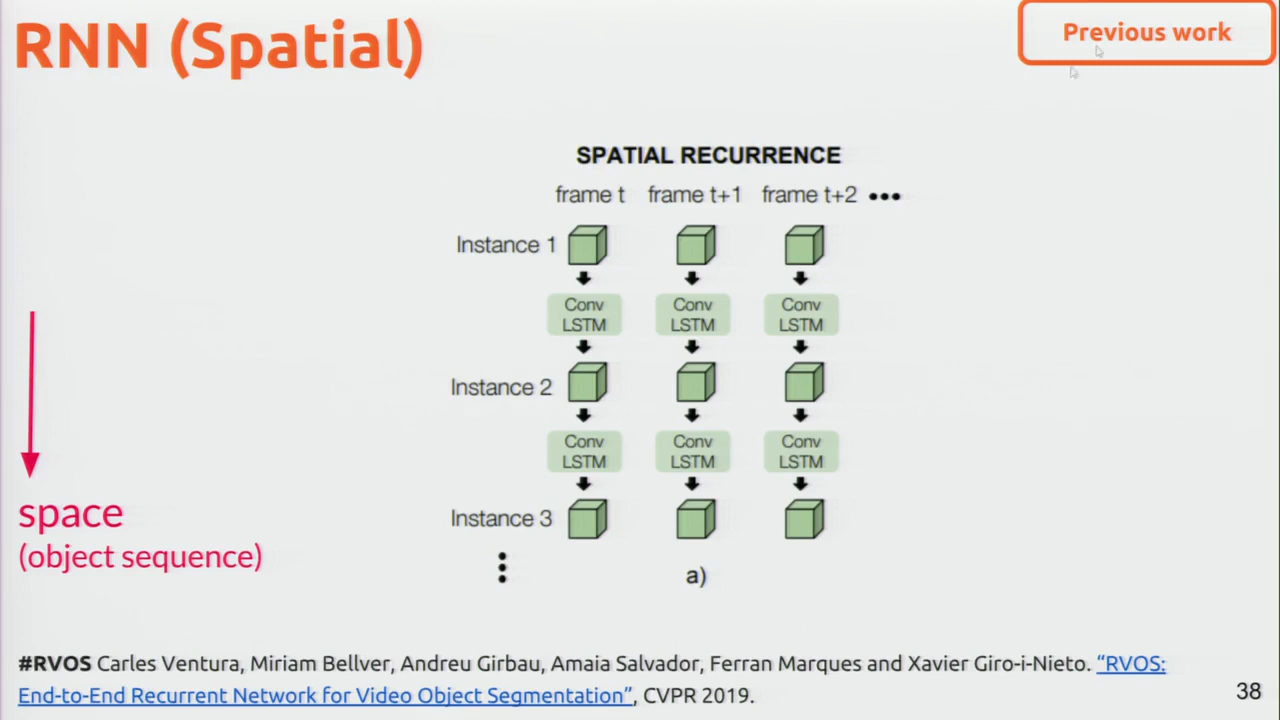 RNN (Spatial)
Previous work
SPATIAL RECURRENCE
frame t frame t+1 frame t+2 •••
Instance 1
Conv LSTM Conv LSTM Conv LSTM
Instance 2
Conv LSTM Conv LSTM Conv LSTM
Instance 3
a)
space
(object sequence)
#RVOS Carles Ventura, Miriam Bellver, Andreu Girbau, Amaia Salvador, Ferran Marques and Xavier Giro-i-Nieto. “RVOS:
End-to-End Recurrent Network for Video Object Segmentation”, CVPR 2019.
38